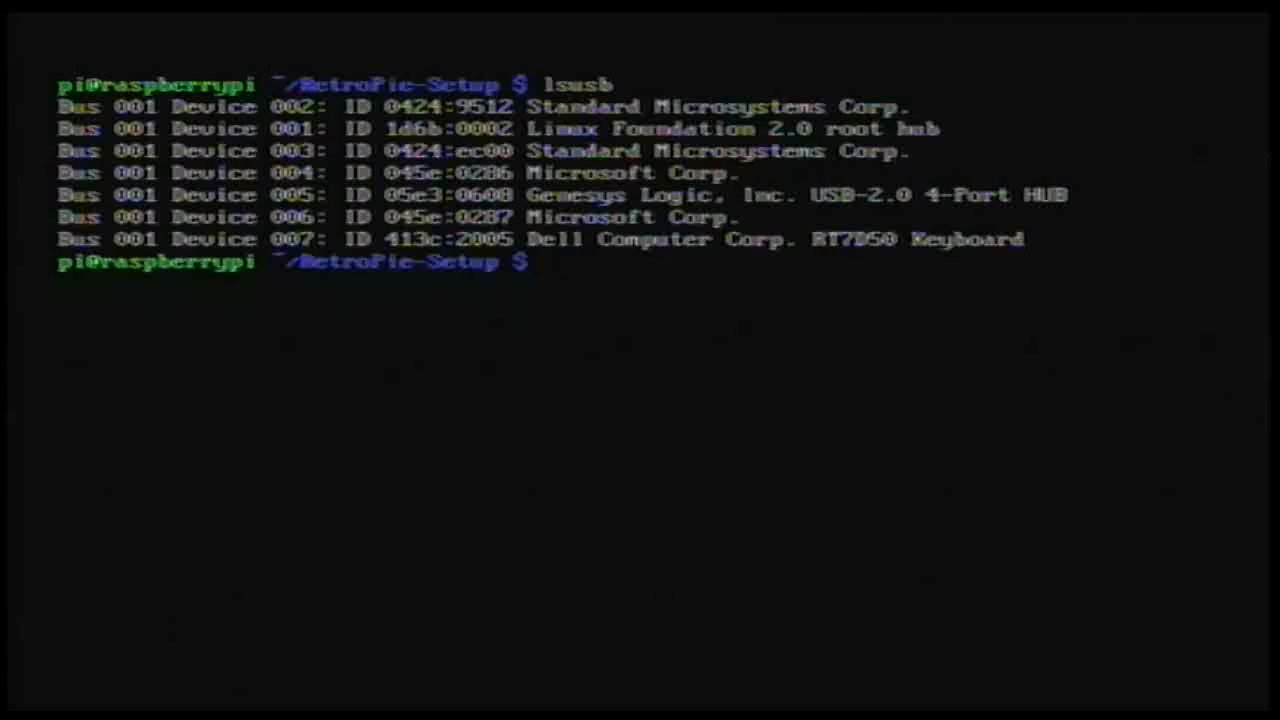 pi@raspberrypi ~/RetroPie-Setup $ lsusb
Bus 001 Device 002: ID 0424:9512 Standard Microsystems Corp.
Bus 001 Device 001: ID 1d6b:0002 Linux Foundation 2.0 root hub
Bus 001 Device 003: ID 0424:ec00 Standard Microsystems Corp.
Bus 001 Device 004: ID 045e:0286 Microsoft Corp.
Bus 001 Device 005: ID 05e3:0608 Genesys Logic, Inc. USB-2.0 4-Port HUB
Bus 001 Device 006: ID 045e:0287 Microsoft Corp.
Bus 001 Device 007: ID 413c:2005 Dell Computer Corp. RT7D50 Keyboard
pi@raspberrypi ~/RetroPie-Setup $